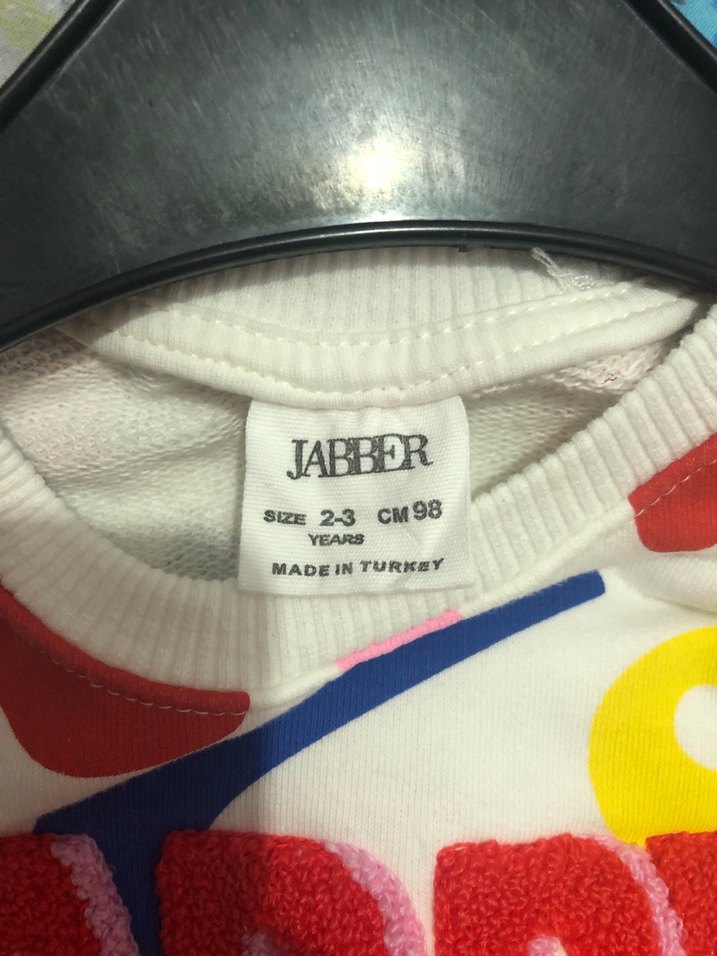 JABBER
SIZE 2-3 CM 98
YEARS
MADE IN TURKEY